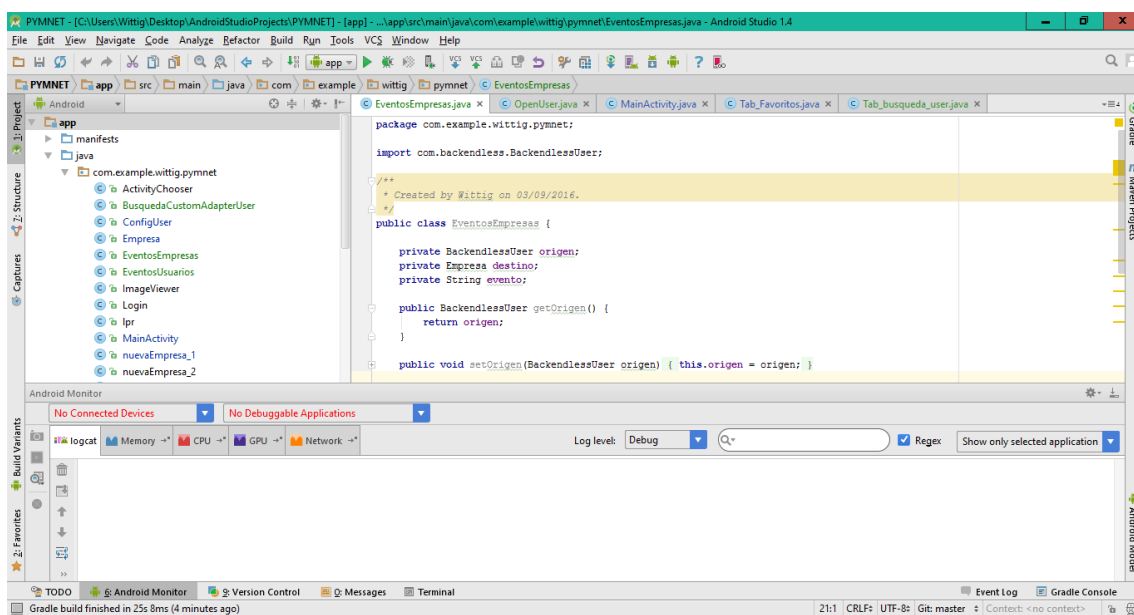 PYMNET - [C:\Users\Wittig\Desktop\AndroidStudioProjects\PYMNET] - [app] - ...\app\src\main\java\com\example\wittig\pymnet\EventosEmpresas.java - Android Studio 1.4
File Edit View Navigate Code Analyze Refactor Build Run Tools VCS Window Help
app
VCS VCS
PYMNET app src main java com example wittig pymnet EventosEmpresas
Android
EventosEmpresas.java OpenUser.java MainActivity.java Tab_Favoritos.java Tab_busqueda_user.java
1: Project
7: Structure
Captures
Build Variants
2: Favorites
app
manifests
java
com.example.wittig.pymnet
ActivityChooser
BusquedaCustomAdapterUser
ConfigUser
Empresa
EventosEmpresas
EventosUsuarios
ImageViewer
Login
lpr
MainActivity
nuevaEmpresa_1
nuevaEmpresa_2
package com.example.wittig.pymnet;
import com.backendless.BackendlessUser;
/**
* Created by Wittig on 03/09/2016.
*/
public class EventosEmpresas {
private BackendlessUser origen;
private Empresa destino;
private String evento;
public BackendlessUser getOrigen() {
return origen;
}
public void setOrigen(BackendlessUser origen) { this.origen = origen; }
Gradle
Maven Projects
Android Model
Android Monitor
No Connected Devices No Debuggable Applications
logcat Memory CPU GPU Network Log level: Debug Regex Show only selected application
TODO 6: Android Monitor 9: Version Control 0: Messages Terminal Event Log Gradle Console
Gradle build finished in 25s 8ms (4 minutes ago) 21:1 CRLF UTF-8 Git: master Context: <no context>